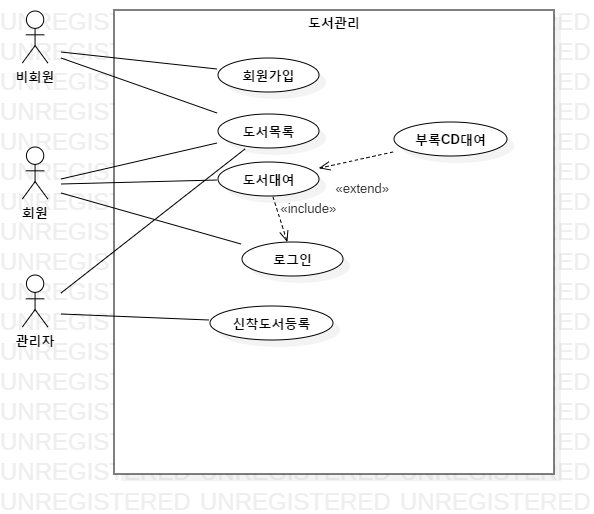 도서관리
비회원
회원가입
도서목록
부록CD대여
회원
도서대여
«extend»
«include»
로그인
관리자
신착도서등록
UNREGISTERED UNREGISTERED UNREGISTERED